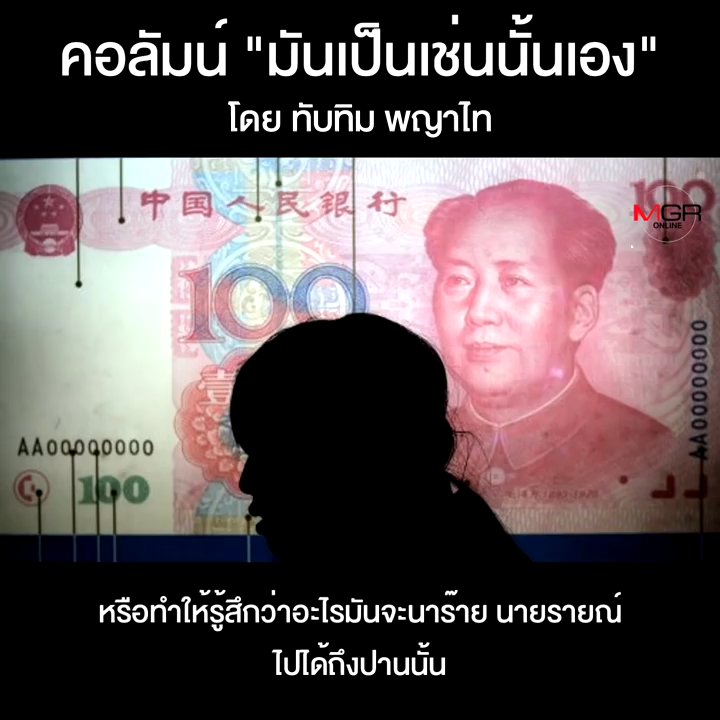 คอลัมน์ "มันเป็นเช่นนั้นเอง"
โดย ทับทิม พญาไท
中国人民银行
100
MGR
ONLINE
100
壹
AA00000000
AA00000000
100
หรือทำให้รู้สึกว่าอะไรมันจะนาร๊าย นายรายณ์
ไปได้ถึงปานนั้น